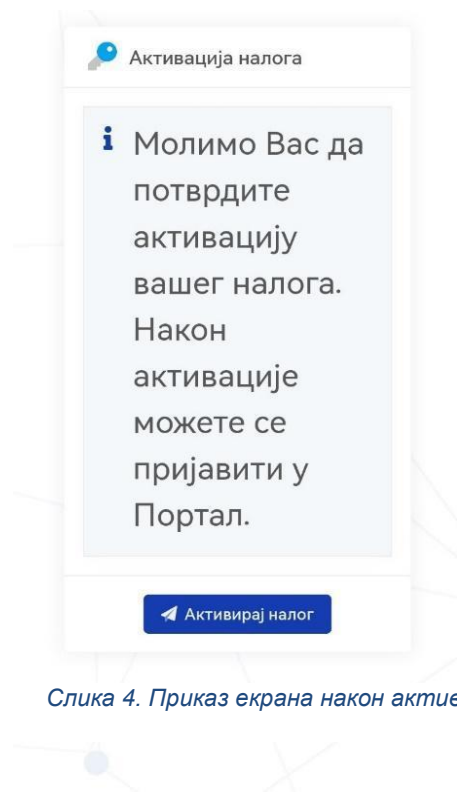 Активација налога
Молимо Вас да
потврдите
активацију
вашег налога.
Након
активације
можете се
пријавити у
Портал.
Активирај налог
Слика 4. Приказ екрана након